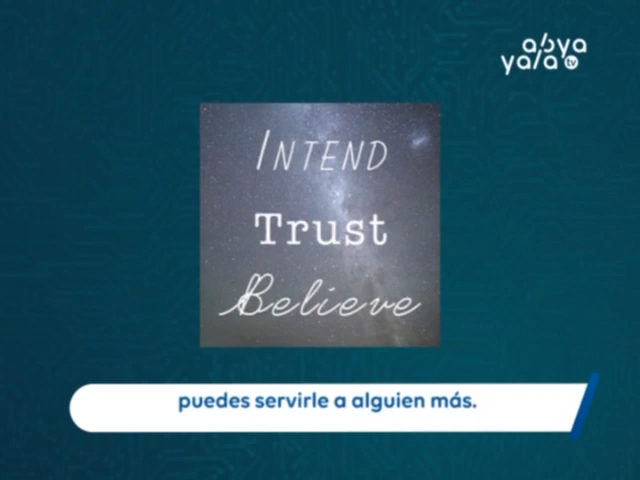 abya
yala tv
INTEND
Trust
Believe
puedes servirle a alguien más.